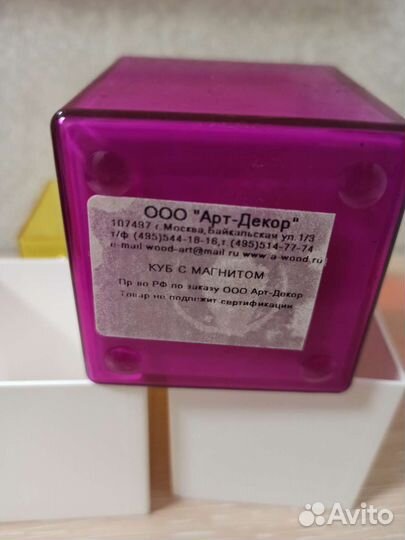 ООО "Арт-Декор"
107497 г.Москва,Байкальская ул.1/3
т/ф (495)544-18-16,т.(495)514-77-74
e-mail wood-art@mail ru www a-wood.ru
КУБ С МАГНИТОМ
Пр во РФ по заказу ООО Арт-Декор
Товар не подлежит сертификации
Avito